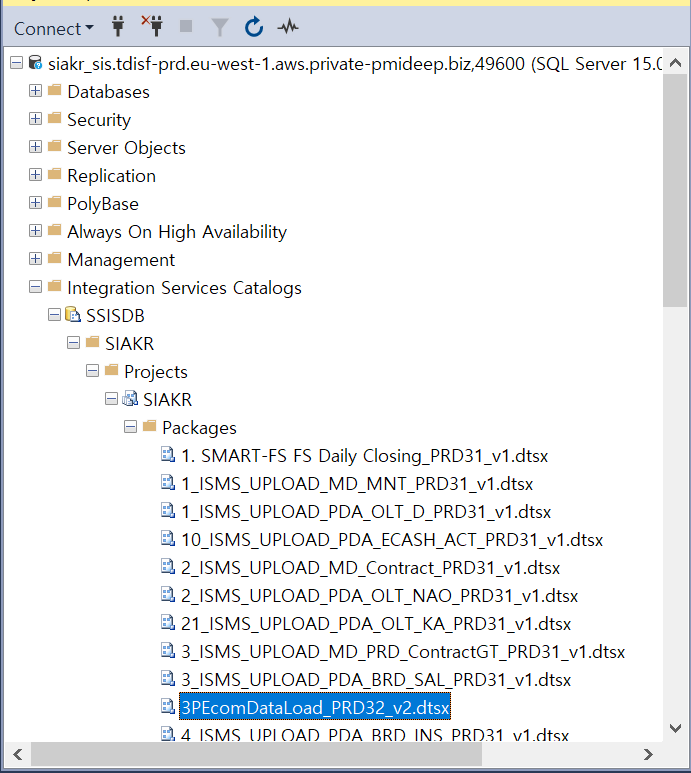 Connect
siakr_sis.tdisf-prd.eu-west-1.aws.private-pmideep.biz,49600 (SQL Server 15.0
Databases
Security
Server Objects
Replication
PolyBase
Always On High Availability
Management
Integration Services Catalogs
SSISDB
SIAKR
Projects
SIAKR
Packages
1. SMART-FS FS Daily Closing_PRD31_v1.dtsx
1_ISMS_UPLOAD_MD_MNT_PRD31_v1.dtsx
1_ISMS_UPLOAD_PDA_OLT_D_PRD31_v1.dtsx
10_ISMS_UPLOAD_PDA_ECASH_ACT_PRD31_v1.dtsx
2_ISMS_UPLOAD_MD_Contract_PRD31_v1.dtsx
2_ISMS_UPLOAD_PDA_OLT_NAO_PRD31_v1.dtsx
21_ISMS_UPLOAD_PDA_OLT_KA_PRD31_v1.dtsx
3_ISMS_UPLOAD_MD_PRD_ContractGT_PRD31_v1.dtsx
3_ISMS_UPLOAD_PDA_BRD_SAL_PRD31_v1.dtsx
3PEcomDataLoad_PRD32_v2.dtsx
4_ISMS_UPLOAD_PDA_BRD_INS_PRD31_v1.dtsx